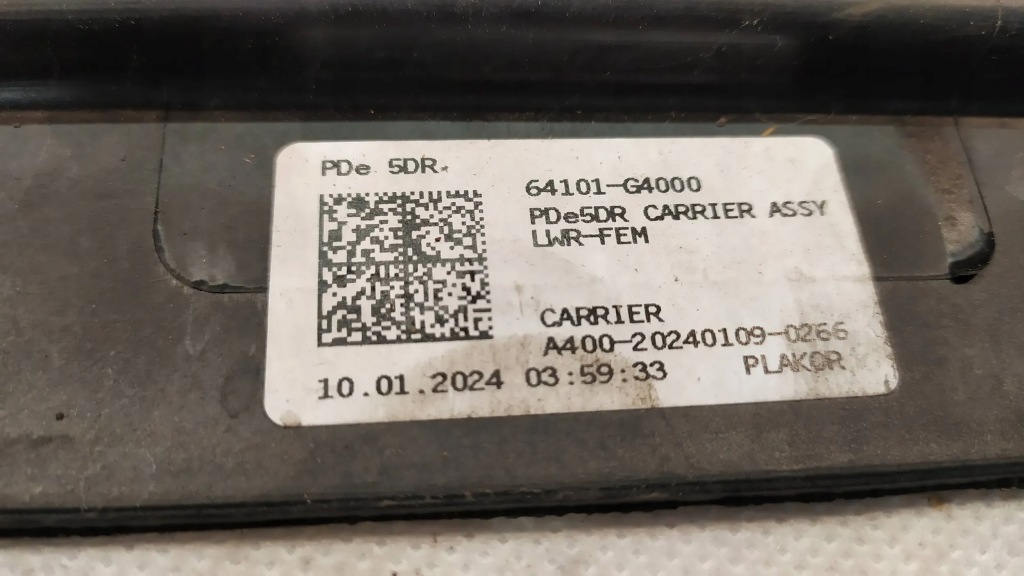 PDe 5DR
64101-G4000
PDe5DR CARRIER ASSY
LWR-FEM
CARRIER
A400-20240109-0266
10.01.2024 03:59:33
PLAKOR